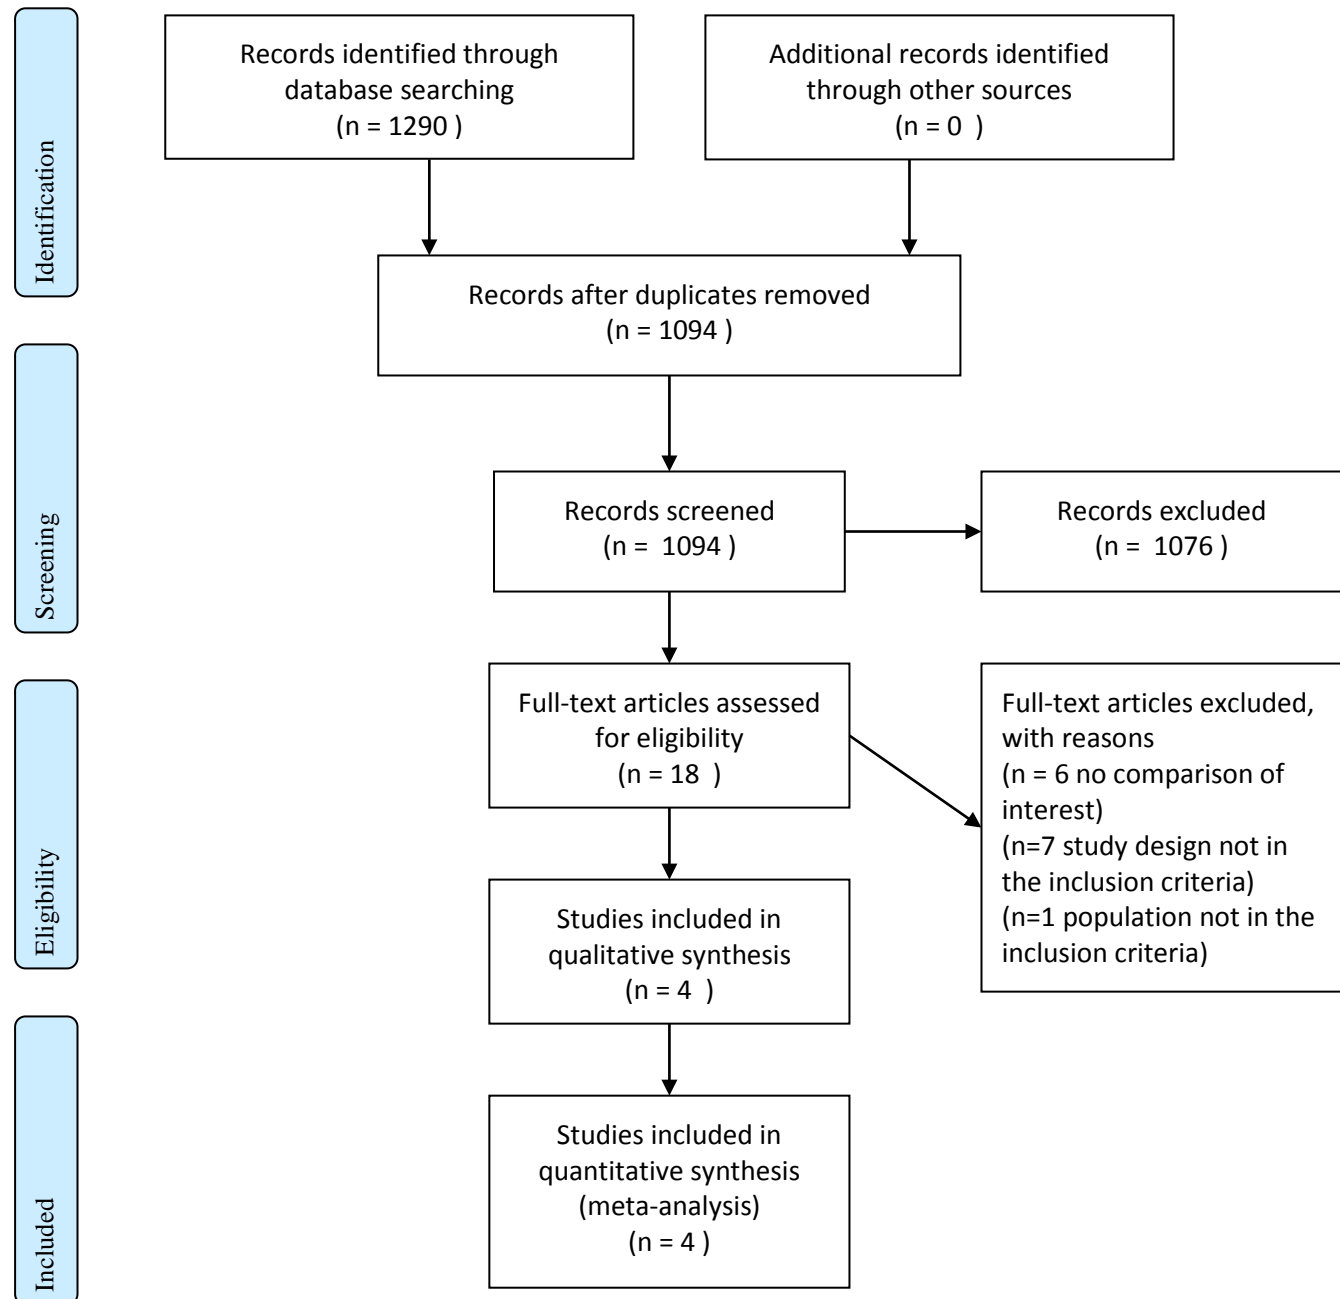 Identification
Records identified through
database searching
(n = 1290 )
Additional records identified
through other sources
(n = 0 )
Records after duplicates removed
(n = 1094 )
Screening
Records screened
(n = 1094 )
Records excluded
(n = 1076 )
Eligibility
Full-text articles assessed
for eligibility
(n = 18 )
Full-text articles excluded,
with reasons
(n = 6 no comparison of
interest)
(n=7 study design not in
the inclusion criteria)
(n=1 population not in the
inclusion criteria)
Studies included in
qualitative synthesis
(n = 4 )
Included
Studies included in
quantitative synthesis
(meta-analysis)
(n = 4 )